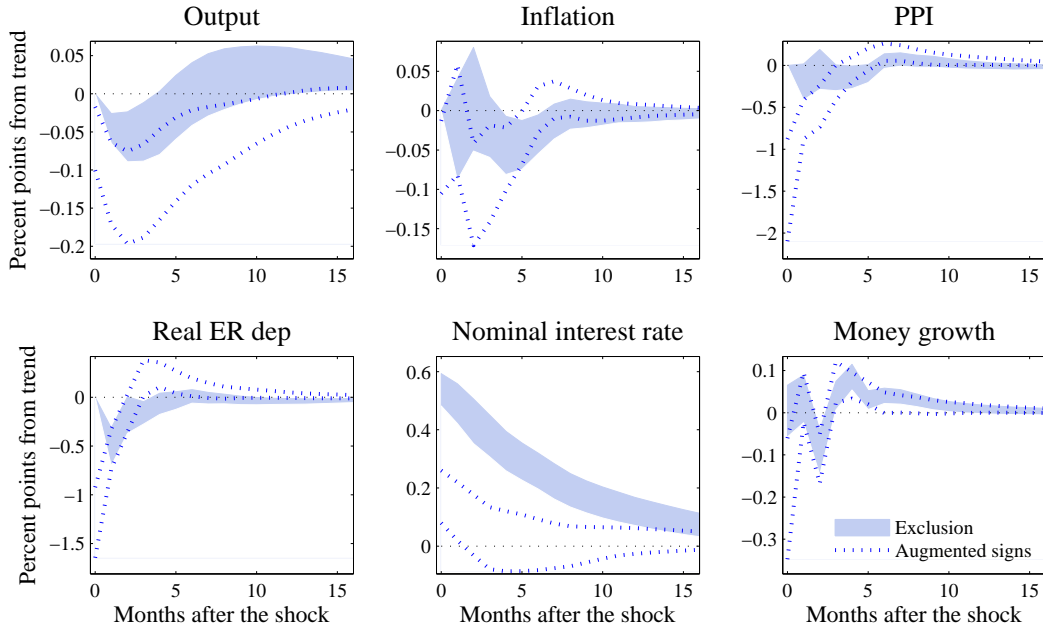 Output
Inflation
PPI
Percent points from trend
0.05
0
−0.05
−0.1
−0.15
−0.2
0 5 10 15
0.05
0
−0.05
−0.1
−0.15
0 5 10 15
0
−0.5
−1
−1.5
−2
0 5 10 15
Real ER dep
Nominal interest rate
Money growth
Percent points from trend
0
−0.5
−1
−1.5
0 5 10 15
Months after the shock
0.6
0.4
0.2
0
0 5 10 15
Months after the shock
0.1
0
−0.1
−0.2
−0.3
Exclusion
Augmented signs
0 5 10 15
Months after the shock